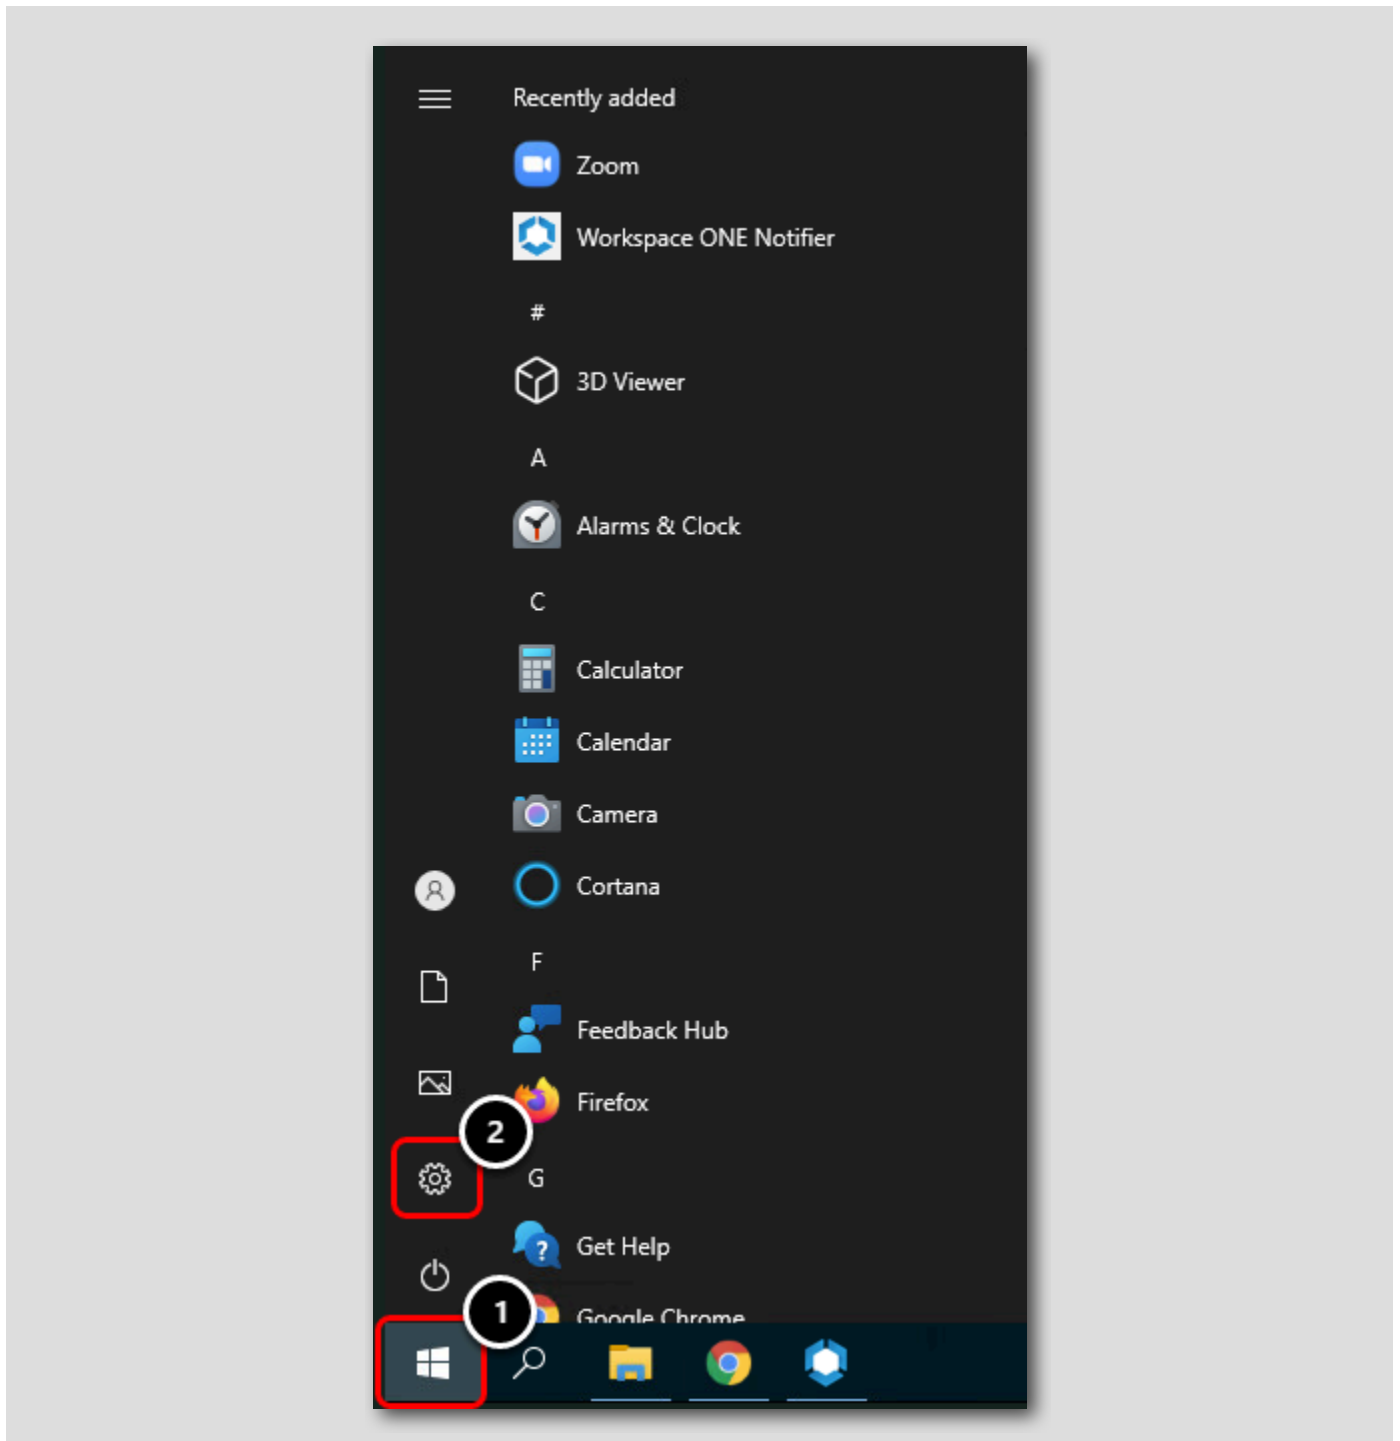 Recently added
Zoom
Workspace ONE Notifier
#
3D Viewer
A
Alarms & Clock
C
Calculator
Calendar
Camera
Cortana
F
Feedback Hub
Firefox
2
G
Get Help
1
Google Chrome